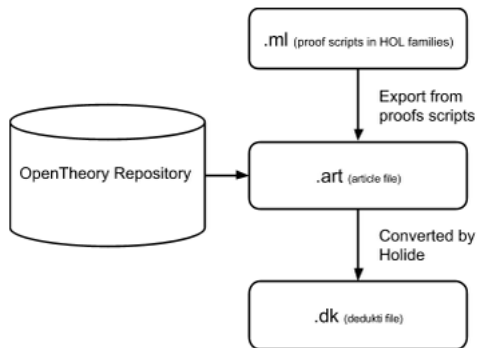 .ml (proof scripts in HOL families)
Export from
proofs scripts
OpenTheory Repository
.art (article file)
Converted by
Holide
.dk (dedukti file)